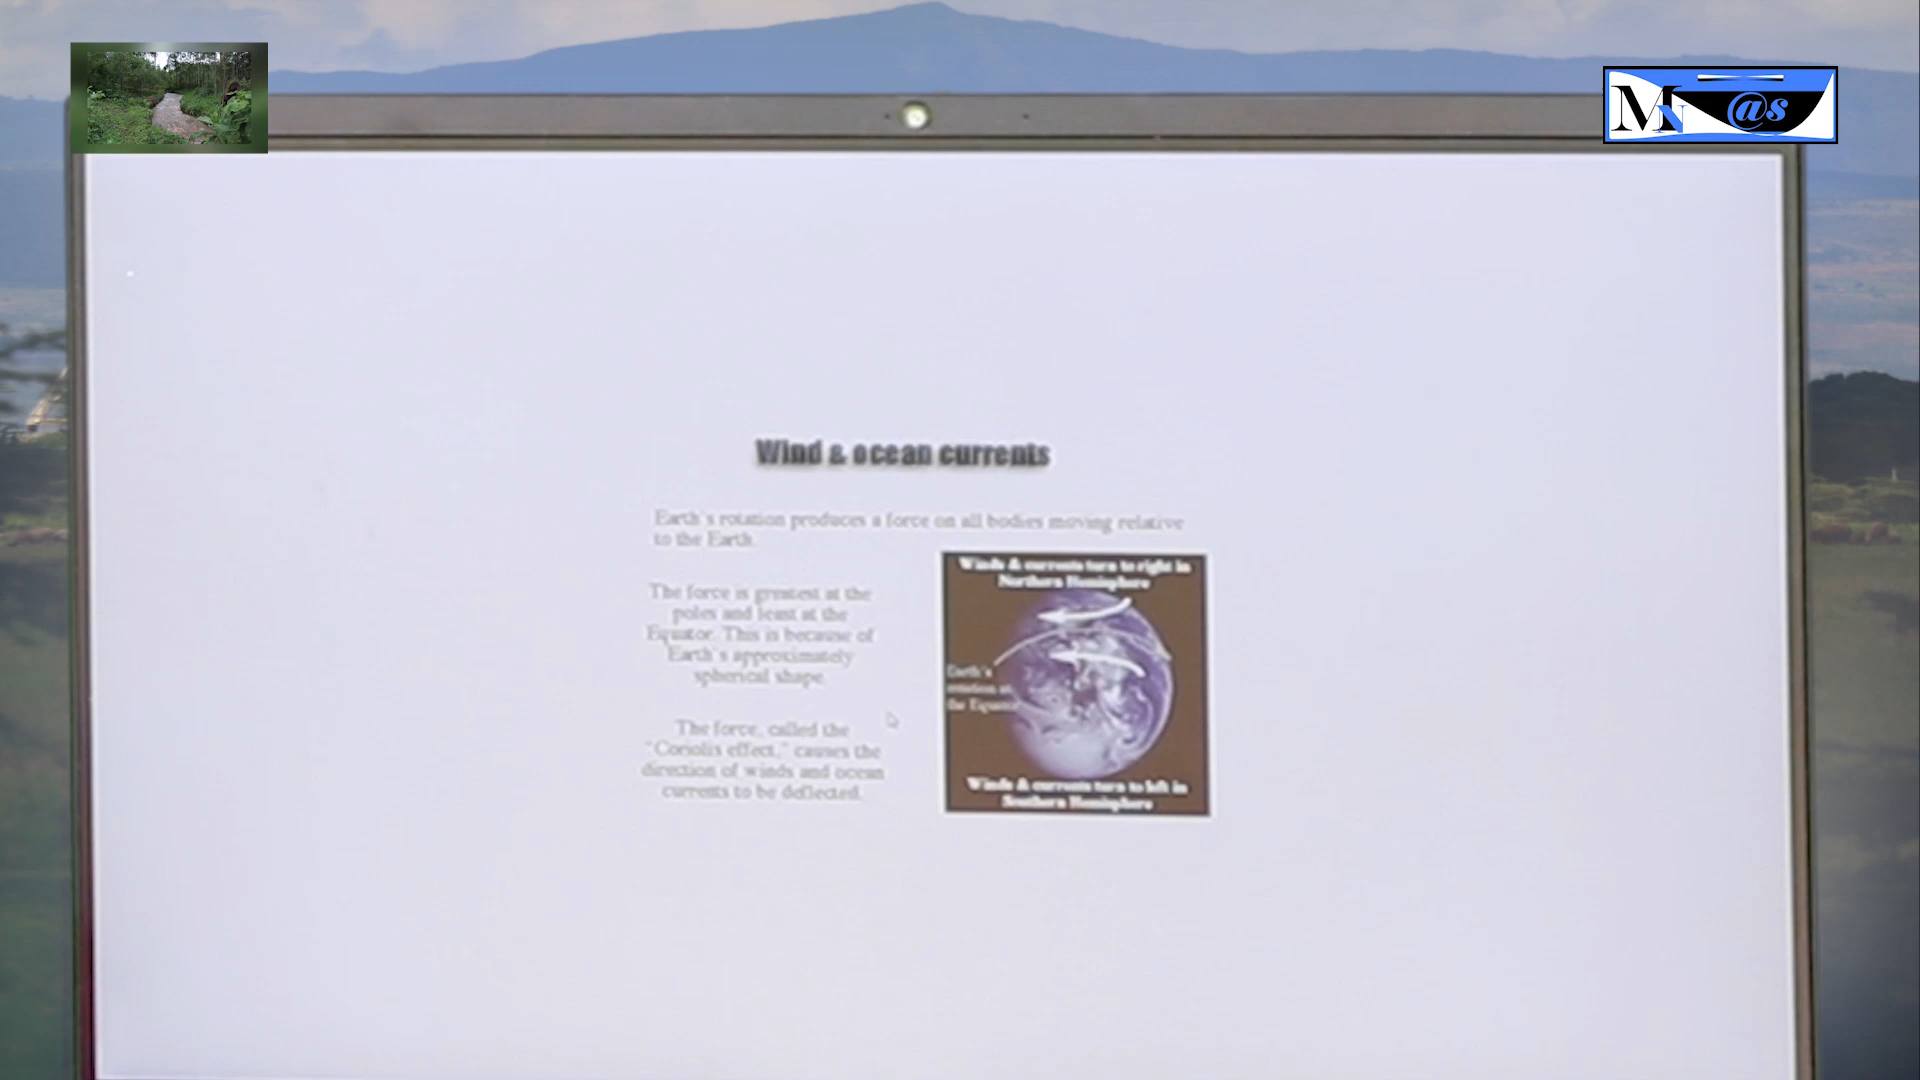 MN @s
Wind & ocean currents
Earth's rotation produces a force on all bodies moving relative
to the Earth.
Winds & currents turn to right in
Northern Hemisphere
The force is greatest at the
poles and least at the
Equator. This is because of
Earth's approximately
spherical shape.
Earth's
rotation at
the Equator
The force, called the
"Coriolis effect," causes the
direction of winds and ocean
currents to be deflected.
Winds & currents turn to left in
Southern Hemisphere